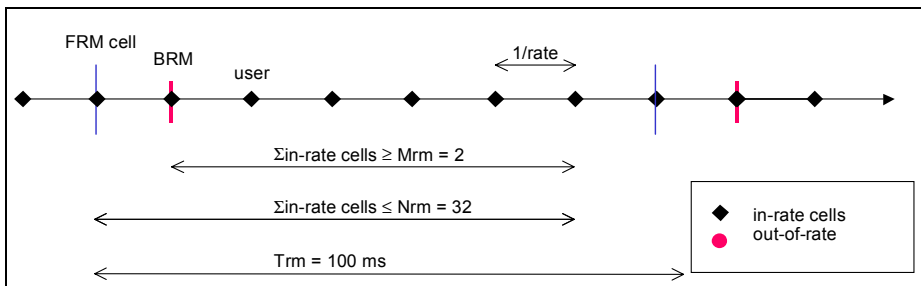 FRM cell
BRM
user
1/rate
Σin-rate cells ≥ Mrm = 2
Σin-rate cells ≤ Nrm = 32
Trm = 100 ms
in-rate cells
out-of-rate